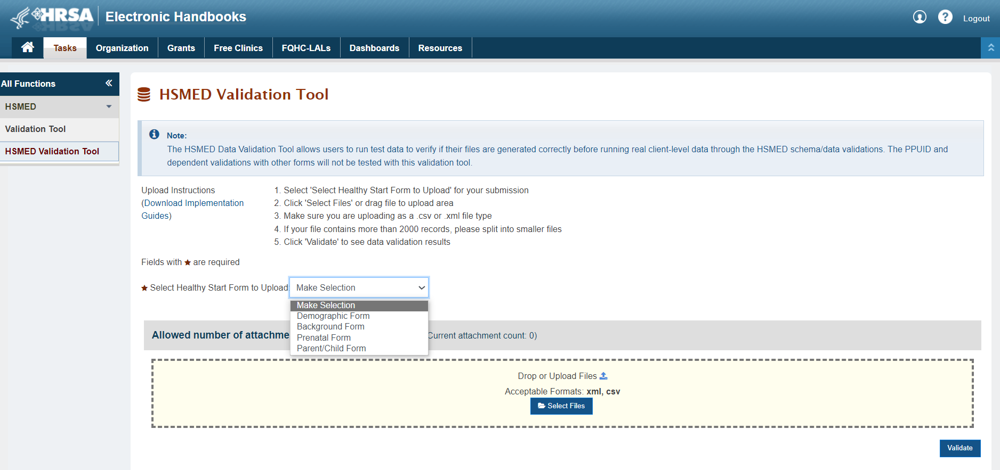 HRSA Electronic Handbooks
Logout
Tasks Organization Grants Free Clinics FQHC-LALs Dashboards Resources
All Functions
HSMED
Validation Tool
HSMED Validation Tool
HSMED Validation Tool
Note:
The HSMED Data Validation Tool allows users to run test data to verify if their files are generated correctly before running real client-level data through the HSMED schema/data validations. The PPUID and
dependent validations with other forms will not be tested with this validation tool.
Upload Instructions
(Download Implementation
Guides)
1. Select 'Select Healthy Start Form to Upload' for your submission
2. Click 'Select Files' or drag file to upload area
3. Make sure you are uploading as a .csv or .xml file type
4. If your file contains more than 2000 records, please split into smaller files
5. Click 'Validate' to see data validation results
Fields with ★ are required
★ Select Healthy Start Form to Upload: Make Selection
Make Selection
Demographic Form
Background Form
Prenatal Form
Parent/Child Form
Allowed number of attachme
Current attachment count: 0)
Drop or Upload Files
Acceptable Formats: xml, csv
Select Files
Validate